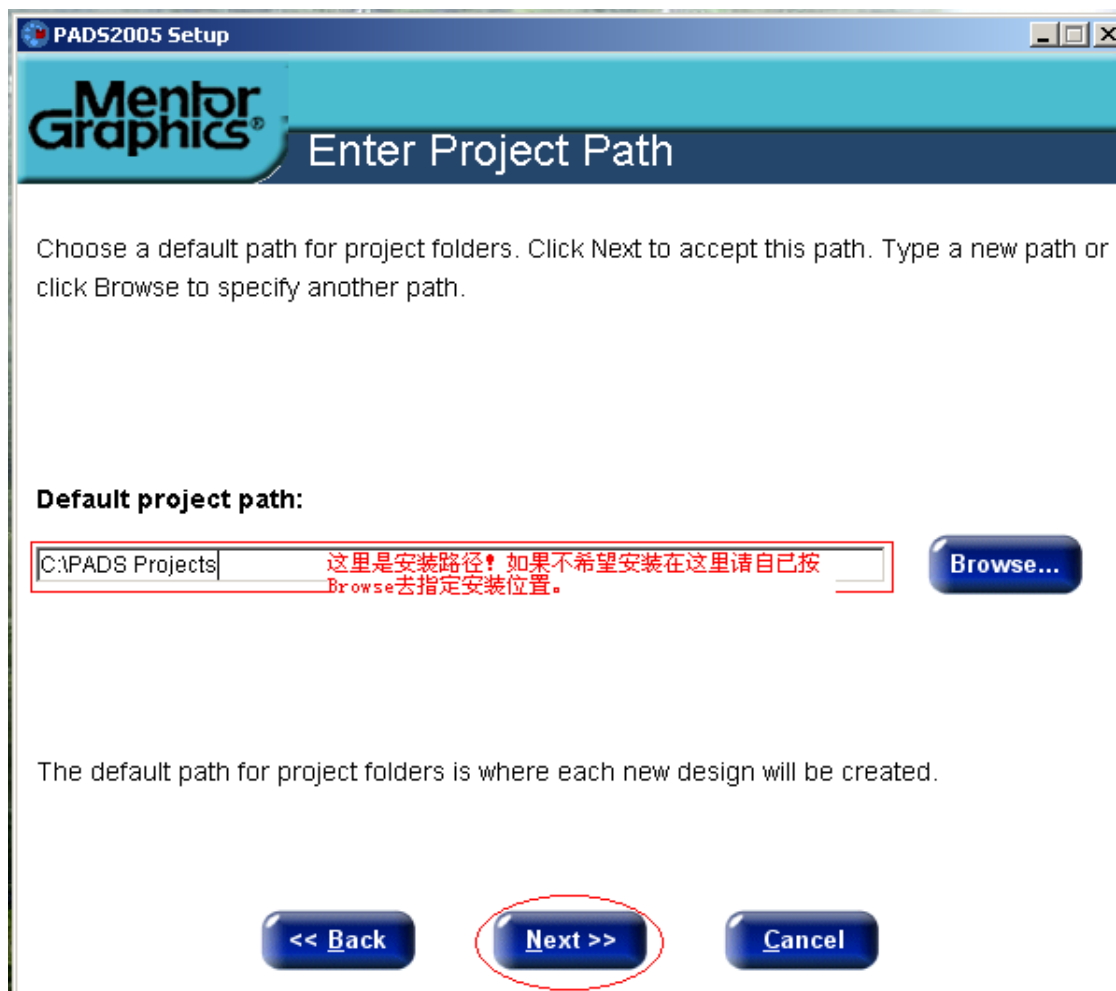 PADS2005 Setup
Mentor
Graphics®
Enter Project Path
Choose a default path for project folders. Click Next to accept this path. Type a new path or
click Browse to specify another path.
Default project path:
C:\PADS Projects
这里是安装路径！如果不希望安装在这里请自已按
Browse去指定安装位置。
Browse...
The default path for project folders is where each new design will be created.
<< Back
Next >>
Cancel